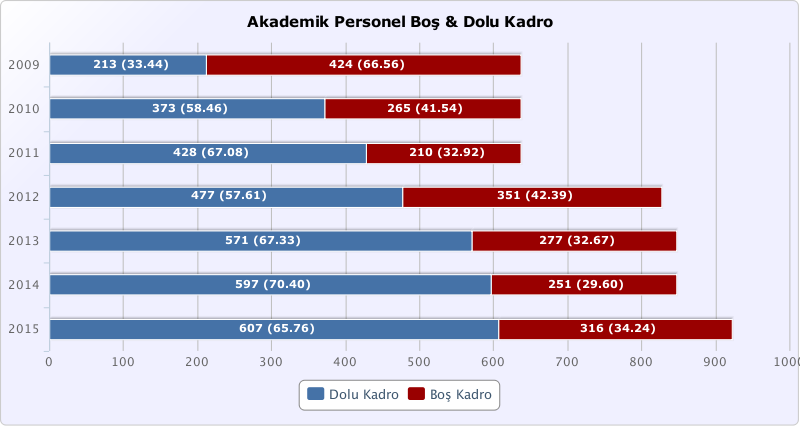 Akademik Personel Boş & Dolu Kadro
2009 213 (33.44) 424 (66.56)
2010 373 (58.46) 265 (41.54)
2011 428 (67.08) 210 (32.92)
2012 477 (57.61) 351 (42.39)
2013 571 (67.33) 277 (32.67)
2014 597 (70.40) 251 (29.60)
2015 607 (65.76) 316 (34.24)
0 100 200 300 400 500 600 700 800 900 1000
Dolu Kadro Boş Kadro